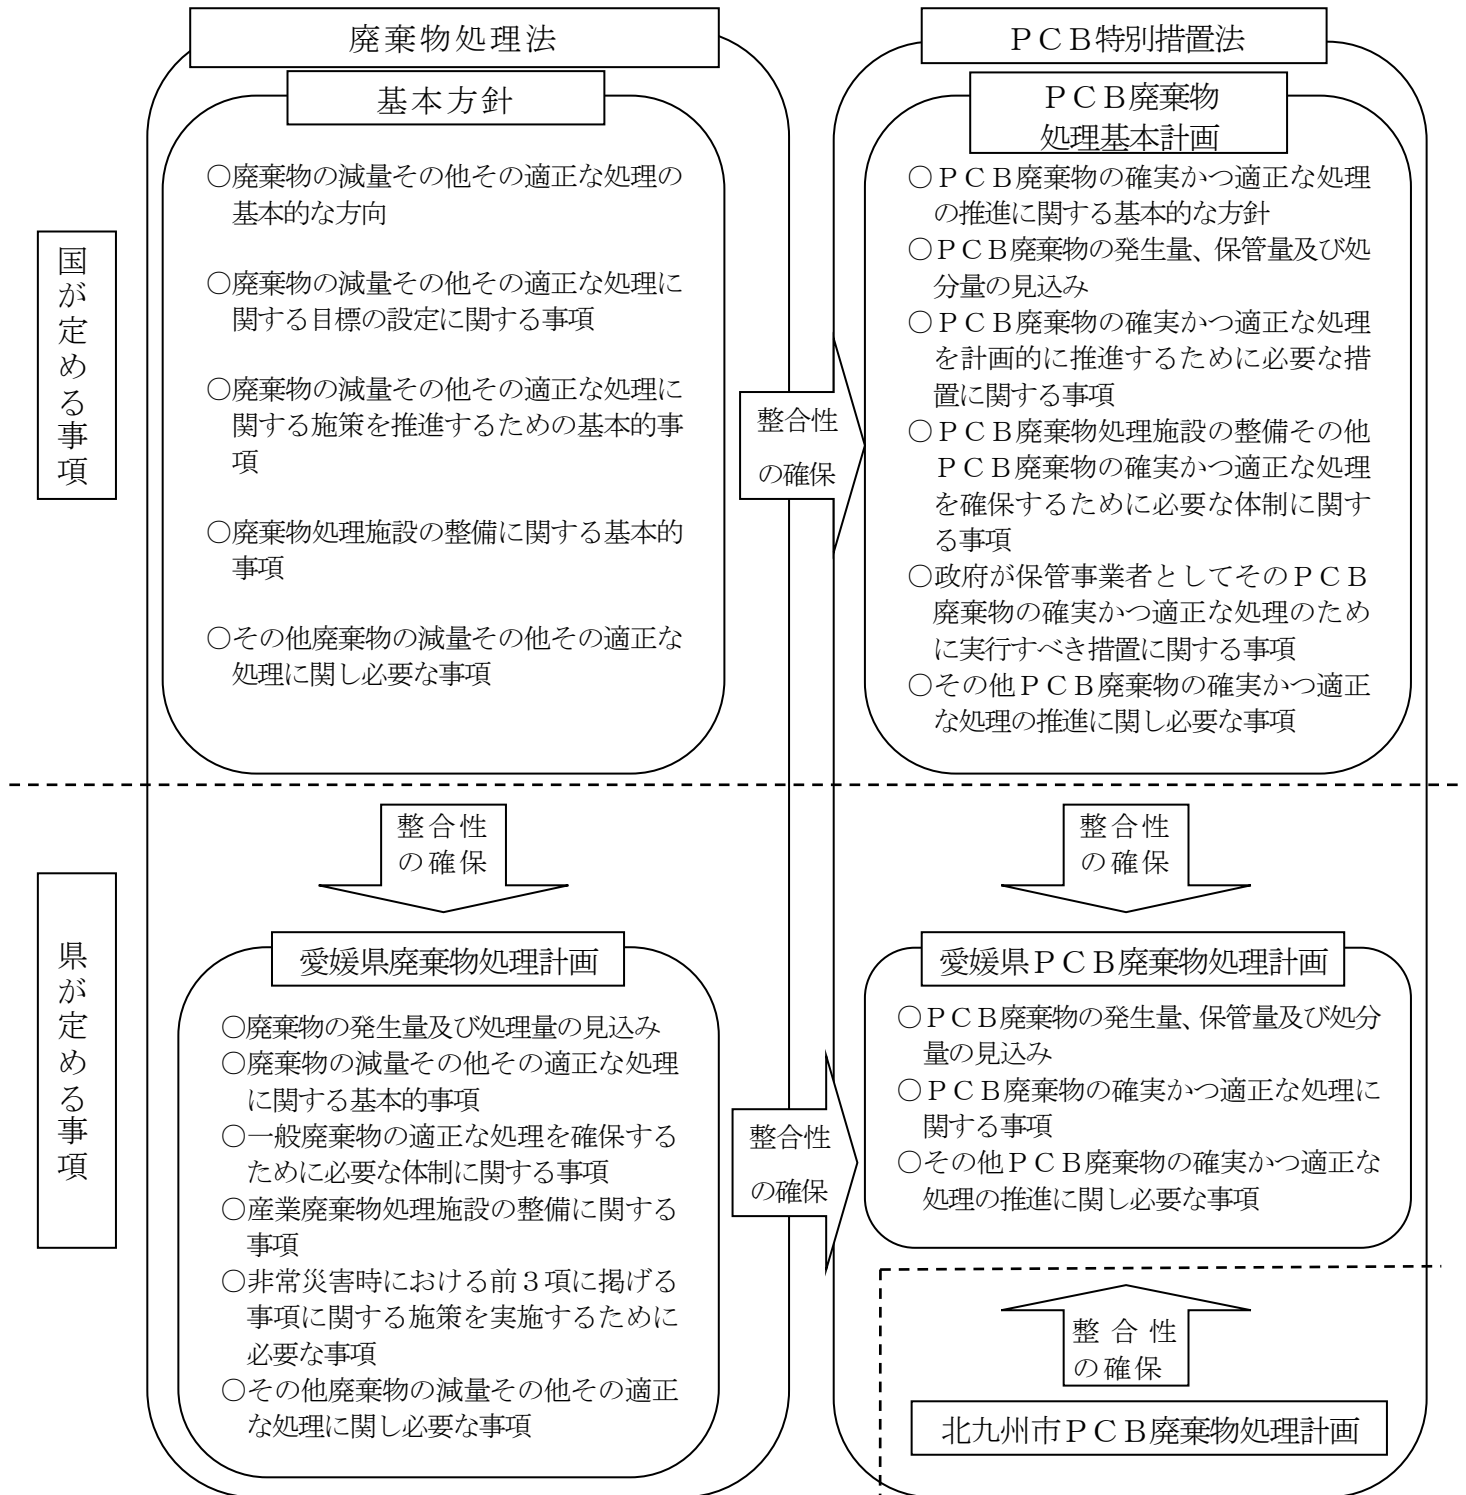 廃棄物処理法
基本方針
○廃棄物の減量その他その適正な処理の
基本的な方向
○廃棄物の減量その他その適正な処理に
関する目標の設定に関する事項
○廃棄物の減量その他その適正な処理に
関する施策を推進するための基本的事
項
○廃棄物処理施設の整備に関する基本的
事項
○その他廃棄物の減量その他その適正な
処理に関し必要な事項
国が定める事項
整合性
の確保
ＰＣＢ特別措置法
ＰＣＢ廃棄物
処理基本計画
○ＰＣＢ廃棄物の確実かつ適正な処理
の推進に関する基本的な方針
○ＰＣＢ廃棄物の発生量、保管量及び処
分量の見込み
○ＰＣＢ廃棄物の確実かつ適正な処理
を計画的に推進するために必要な措
置に関する事項
○ＰＣＢ廃棄物処理施設の整備その他
ＰＣＢ廃棄物の確実かつ適正な処理
を確保するために必要な体制に関す
る事項
○政府が保管事業者としてそのＰＣＢ
廃棄物の確実かつ適正な処理のため
に実行すべき措置に関する事項
○その他ＰＣＢ廃棄物の確実かつ適正
な処理の推進に関し必要な事項
整合性
の確保
整合性
の確保
県が定める事項
愛媛県廃棄物処理計画
○廃棄物の発生量及び処理量の見込み
○廃棄物の減量その他その適正な処理
に関する基本的事項
○一般廃棄物の適正な処理を確保する
ために必要な体制に関する事項
○産業廃棄物処理施設の整備に関する
事項
○非常災害時における前３項に掲げる
事項に関する施策を実施するために
必要な事項
○その他廃棄物の減量その他その適正
な処理に関し必要な事項
整合性
の確保
愛媛県ＰＣＢ廃棄物処理計画
○ＰＣＢ廃棄物の発生量、保管量及び処分
量の見込み
○ＰＣＢ廃棄物の確実かつ適正な処理に
関する事項
○その他ＰＣＢ廃棄物の確実かつ適正な
処理の推進に関し必要な事項
整合性
の確保
北九州市ＰＣＢ廃棄物処理計画